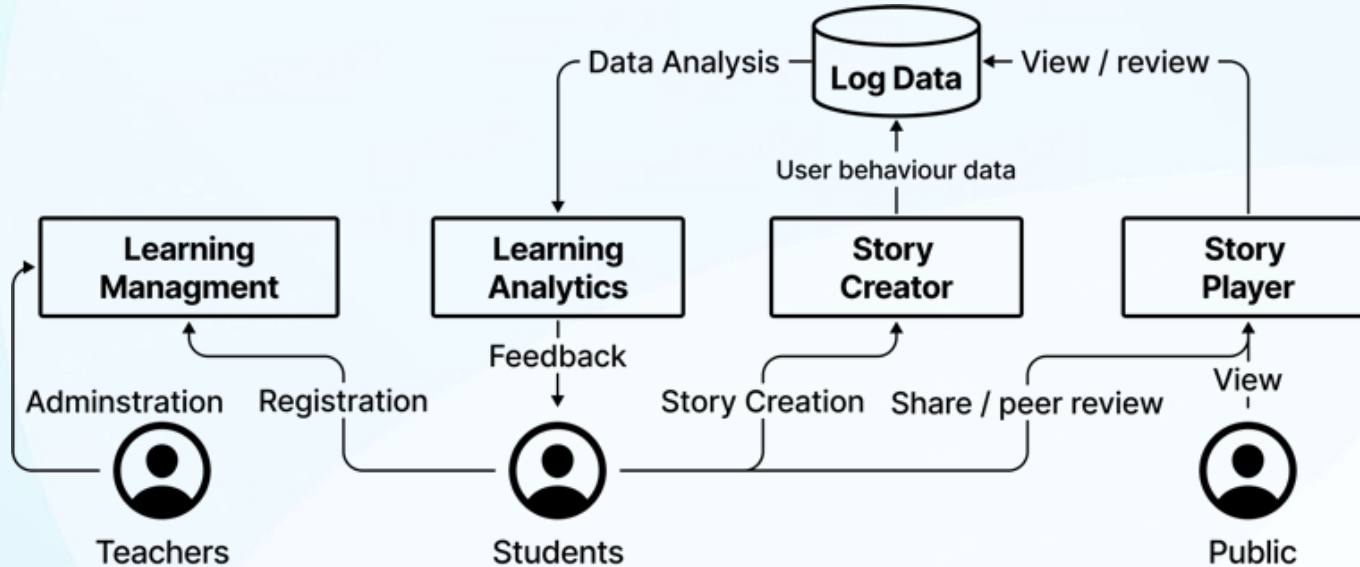 Data Analysis
Log Data
View / review
User behaviour data
Learning
Managment
Learning
Analytics
Story
Creator
Story
Player
Feedback
View
Adminstration
Registration
Story Creation
Share / peer review
Teachers
Students
Public